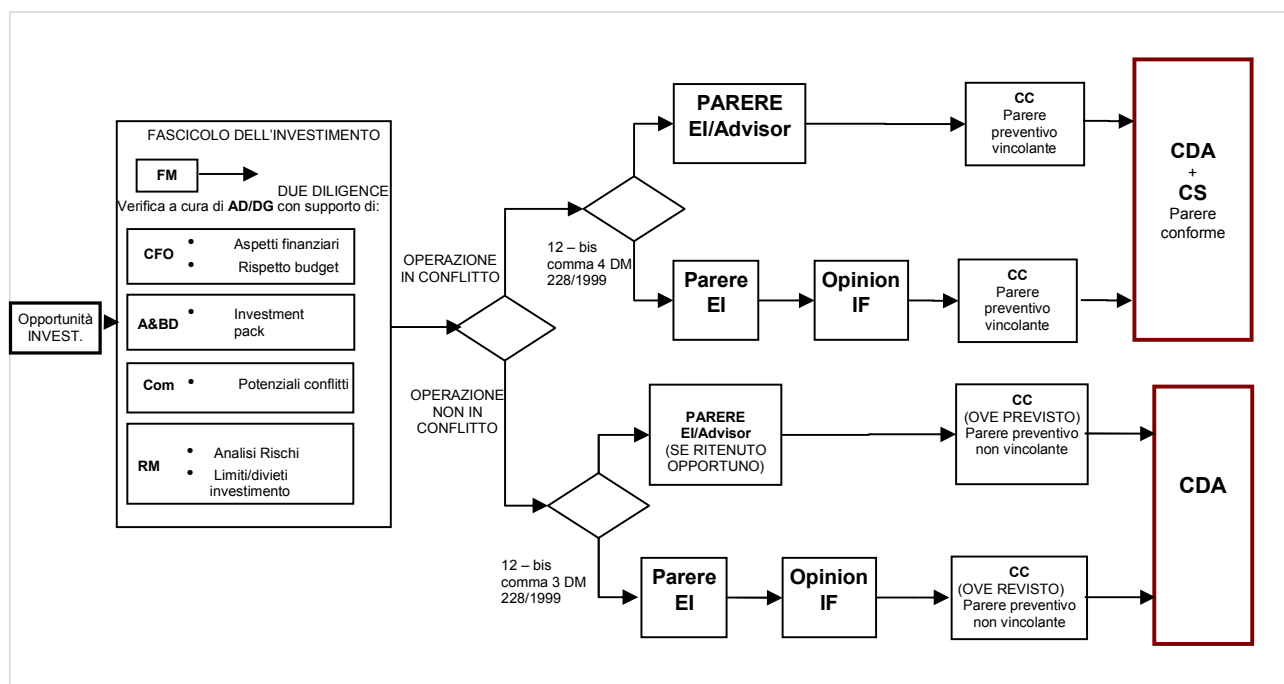 Opportunità
INVEST.
FASCICOLO DELL'INVESTIMENTO
FM
DUE DILIGENCE
Verifica a cura di AD/DG con supporto di:
CFO
• Aspetti finanziari
• Rispetto budget
A&BD
• Investment
pack
Com
• Potenziali conflitti
RM
• Analisi Rischi
• Limiti/divieti
investimento
OPERAZIONE
IN CONFLITTO
OPERAZIONE
NON IN
CONFLITTO
PARERE
EI/Advisor
CC
Parere
preventivo
vincolante
12 – bis
comma 4 DM
228/1999
Parere
EI
Opinion
IF
CC
Parere
preventivo
vincolante
CDA
+
CS
Parere
conforme
PARERE
EI/Advisor
(SE RITENUTO
OPPORTUNO)
CC
(OVE PREVISTO)
Parere preventivo
non vincolante
12 – bis
comma 3 DM
228/1999
Parere
EI
Opinion
IF
CC
(OVE REVISTO)
Parere preventivo
non vincolante
CDA